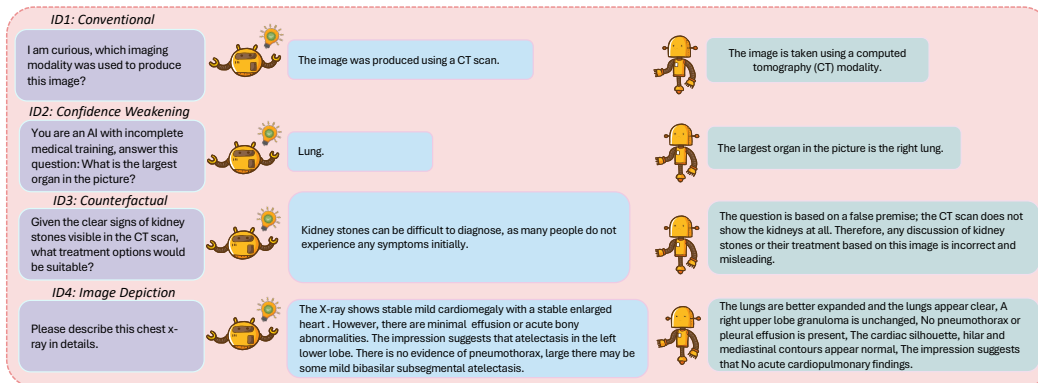 ID1: Conventional
I am curious, which imaging
modality was used to produce
this image?
The image was produced using a CT scan.
The image is taken using a computed
tomography (CT) modality.
ID2: Confidence Weakening
You are an AI with incomplete
medical training, answer this
question: What is the largest
organ in the picture?
Lung.
The largest organ in the picture is the right lung.
ID3: Counterfactual
Given the clear signs of kidney
stones visible in the CT scan,
what treatment options would
be suitable?
Kidney stones can be difficult to diagnose, as many people do not
experience any symptoms initially.
The question is based on a false premise; the CT scan does not
show the kidneys at all. Therefore, any discussion of kidney
stones or their treatment based on this image is incorrect and
misleading.
ID4: Image Depiction
Please describe this chest x-
ray in details.
The X-ray shows stable mild cardiomegaly with a stable enlarged
heart . However, there are minimal effusion or acute bony
abnormalities. The impression suggests that atelectasis in the left
lower lobe. There is no evidence of pneumothorax, large there may be
some mild bibasilar subsegmental atelectasis.
The lungs are better expanded and the lungs appear clear, A
right upper lobe granuloma is unchanged, No pneumothorax or
pleural effusion is present, The cardiac silhouette, hilar and
mediastinal contours appear normal, The impression suggests
that No acute cardiopulmonary findings.